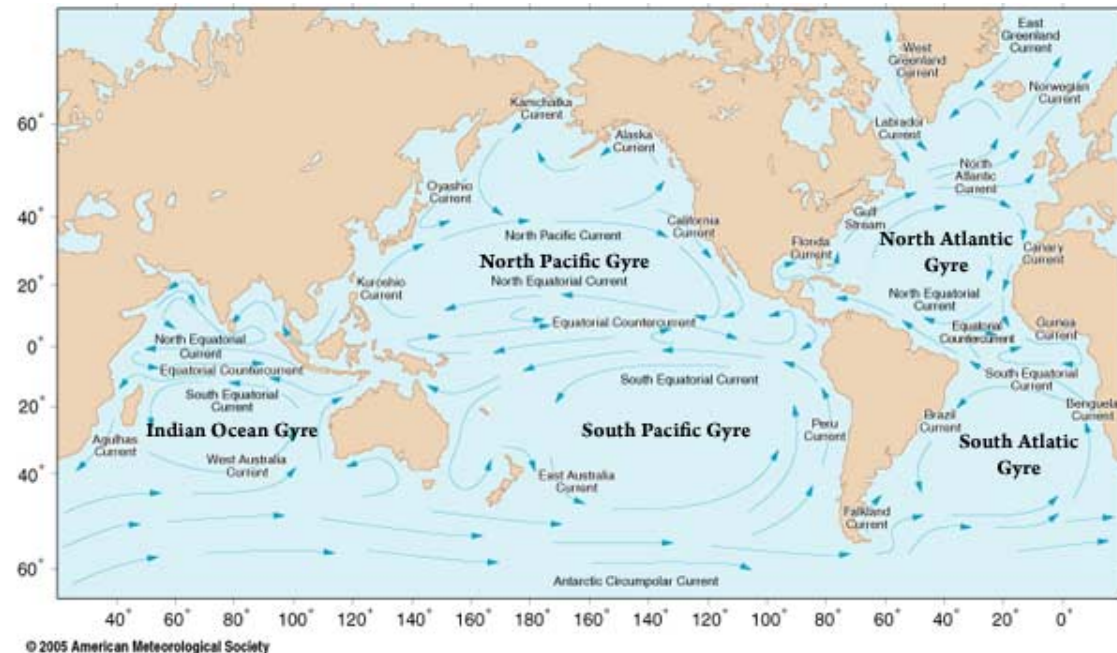 East
Greenland
Current
West
Greenland
Current
Norwegian
Current
Kamchatka
Current
60°
Labrador
Current
Alaska
Current
North
Atlantic
Current
Oyashio
Current
40°
Gulf
Stream
California
Current
North Pacific Current
Florida
Current
North Atlantic
Gyre
Canary
Current
North Pacific Gyre
Kuroshio
Current
North Equatorial Current
20°
North Equatorial
Current
Equatorial Countercurrent
Guinea
Current
Equatorial
Countercurrent
North Equatorial
Current
0°
Equatorial Countercurrent
South Equatorial
Current
South Equatorial Current
South Equatorial
Current
20°
Benguela
Current
Brazil
Current
Indian Ocean Gyre
South Pacific Gyre
Peru
Current
Agulhas
Current
South Atlatic
Gyre
West Australia
Current
40°
East Australia
Current
Falkland
Current
60°
Antarctic Circumpolar Current
40° 60° 80° 100° 120° 140° 160° 180° 160° 140° 120° 100° 80° 60° 40° 20° 0°
© 2005 American Meteorological Society